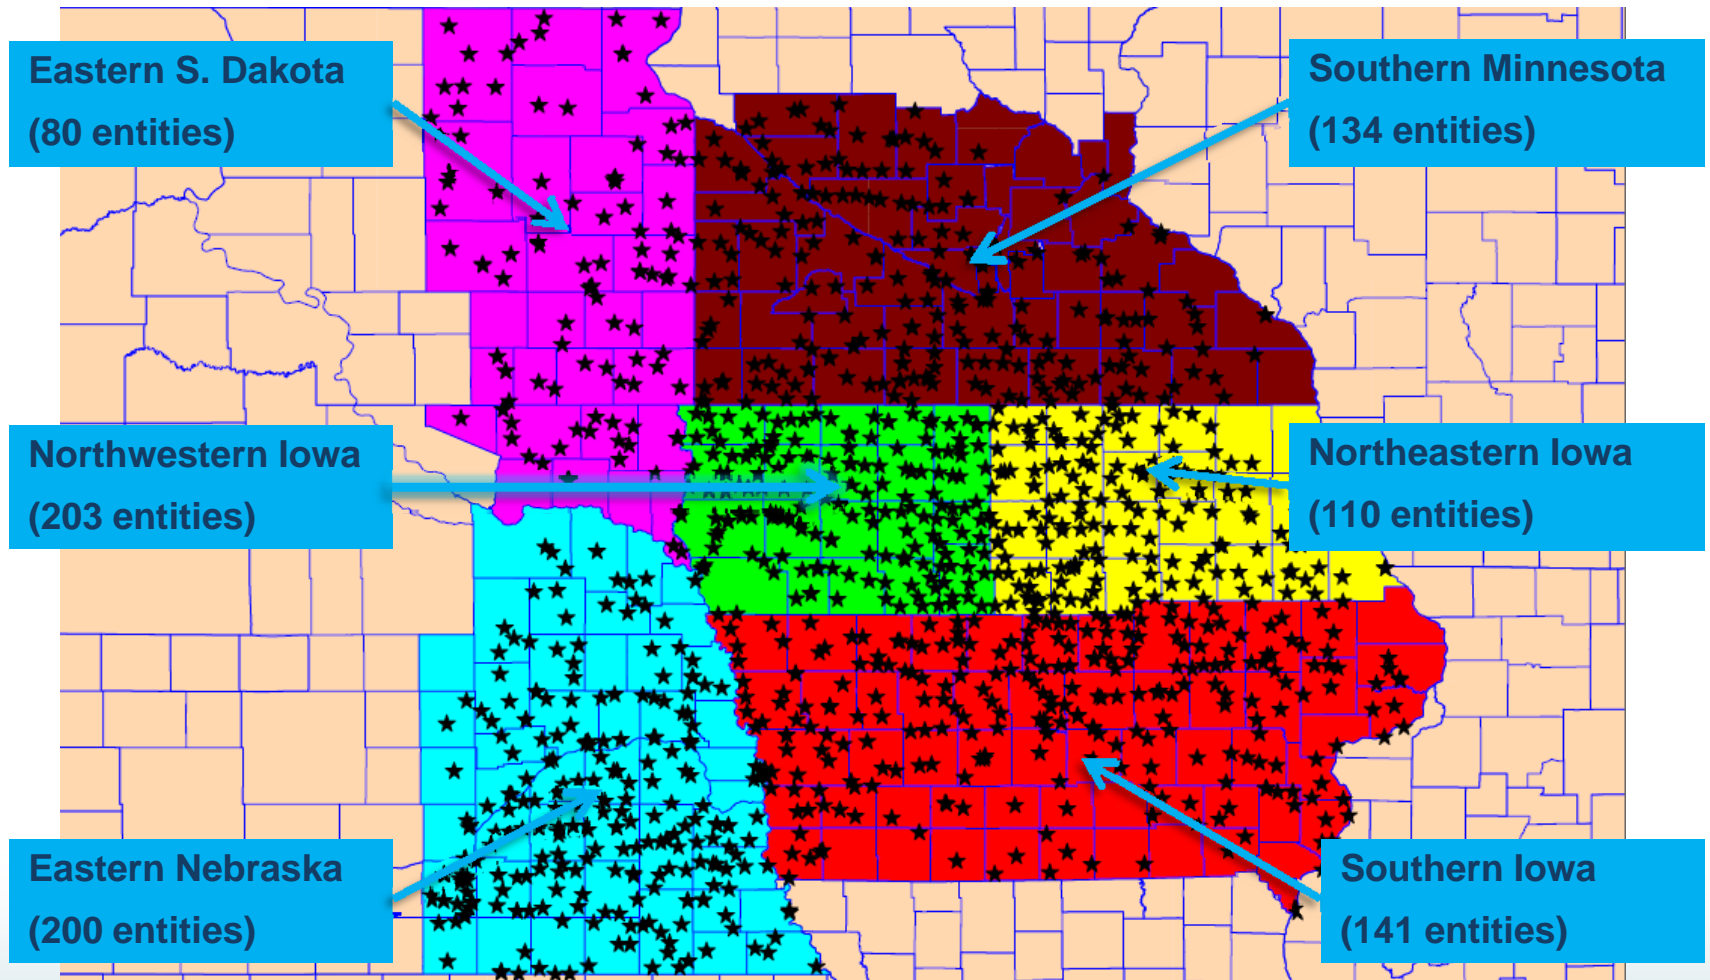 Eastern S. Dakota
(80 entities)
Southern Minnesota
(134 entities)
Northwestern Iowa
(203 entities)
Northeastern Iowa
(110 entities)
Eastern Nebraska
(200 entities)
Southern Iowa
(141 entities)